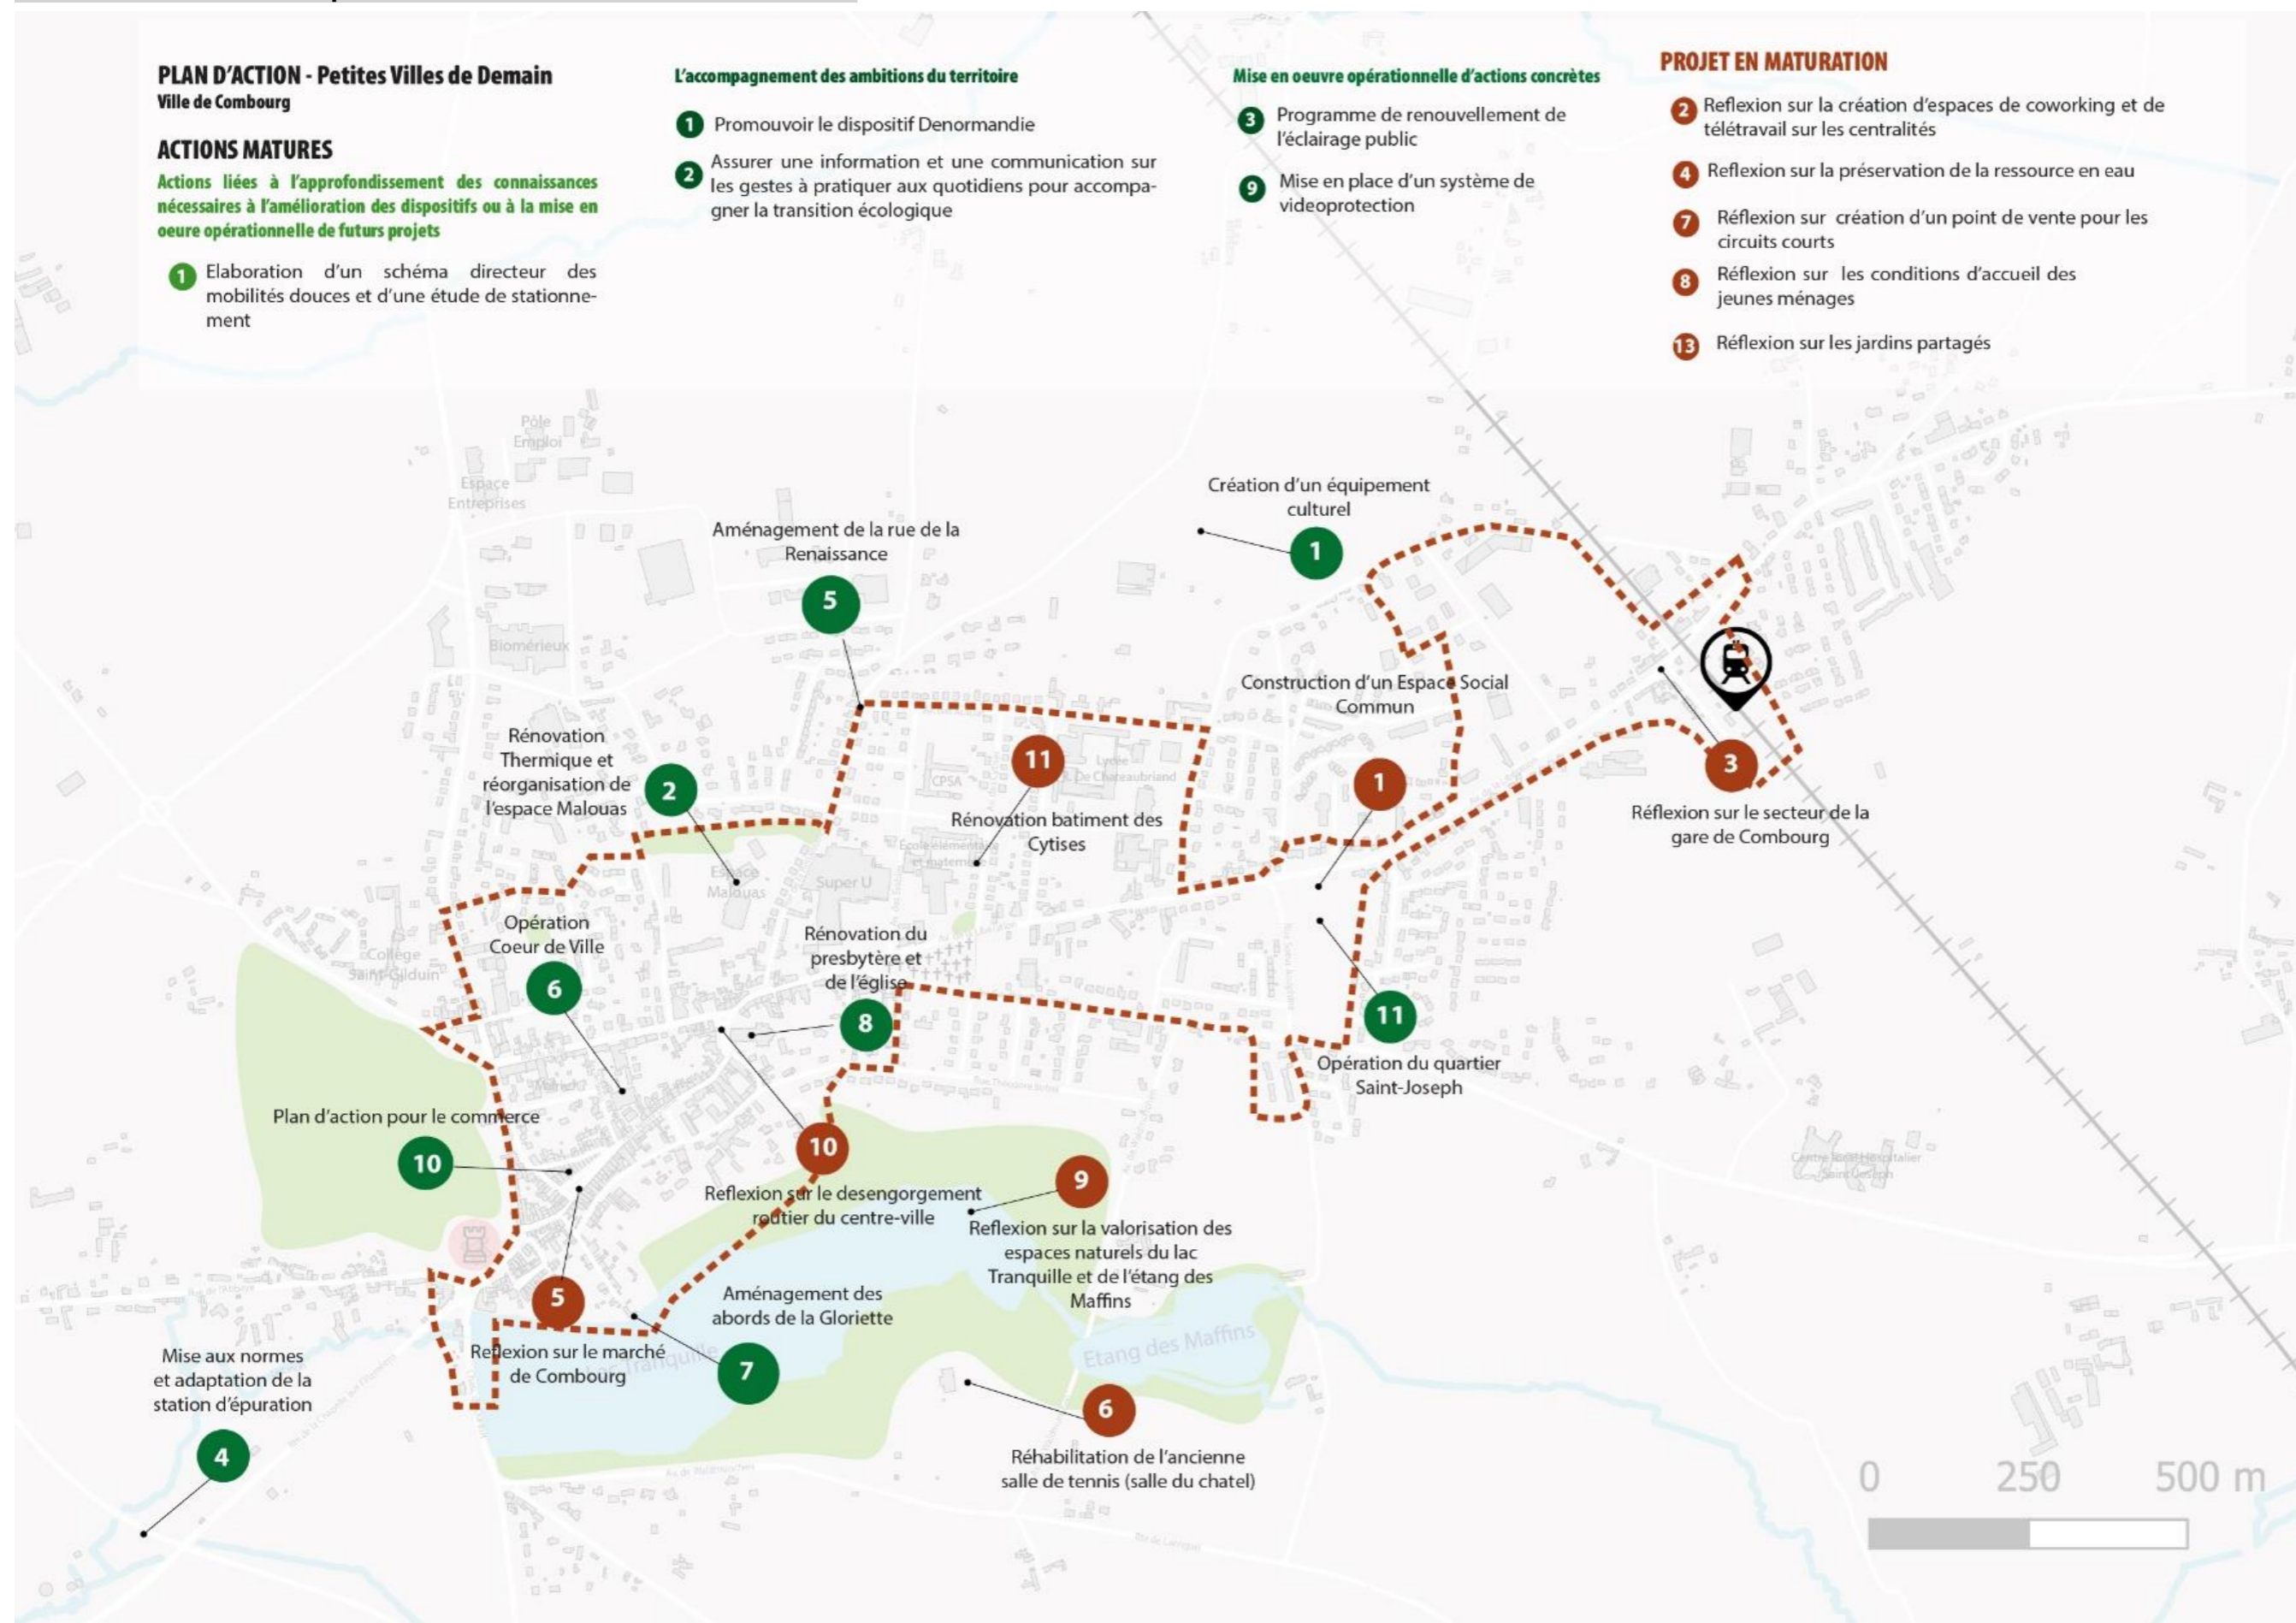 PLAN D'ACTION - Petites Villes de Demain
Ville de Combourg
ACTIONS MATURES
Actions liées à l'approfondissement des connaissances
nécessaires à l'amélioration des dispositifs ou à la mise en
oeure opérationnelle de futurs projets
1 Elaboration d'un schéma directeur des
mobilités douces et d'une étude de stationne-
ment
L'accompagnement des ambitions du territoire
1 Promouvoir le dispositif Denormandie
2 Assurer une information et une communication sur
les gestes à pratiquer aux quotidiens pour accompa-
gner la transition écologique
Mise en oeuvre opérationnelle d'actions concrètes
3 Programme de renouvellement de
l'éclairage public
9 Mise en place d'un système de
videoprotection
PROJET EN MATURATION
2 Reflexion sur la création d'espaces de coworking et de
télétravail sur les centralités
4 Reflexion sur la préservation de la ressource en eau
7 Réflexion sur création d'un point de vente pour les
circuits courts
8 Réflexion sur les conditions d'accueil des
jeunes ménages
13 Réflexion sur les jardins partagés
Pôle
Emploi
Espace
Entreprises
Création d'un équipement
culturel
1
Aménagement de la rue de la
Renaissance
5
Biomérieux
Construction d'un Espace Social
Commun
1
Rénovation
Thermique et
réorganisation de
l'espace Malouas
2
11
Lycée
De Chateaubriand
CPSA
Rénovation batiment des
Cytises
3
Réflexion sur le secteur de la
gare de Combourg
Ecole élémentaire
et maternelle
Espace
Malouas
Super U
Opération
Coeur de Ville
6
Collège
Saint-Gilduin
Rénovation du
presbytère et
de l'église
8
11
Opération du quartier
Saint-Joseph
Plan d'action pour le commerce
10
10
Reflexion sur le desengorgement
routier du centre-ville
9
Reflexion sur la valorisation des
espaces naturels du lac
Tranquille et de l'étang des
Maffins
Centre local Hospitalier
Saint Joseph
5
Reflexion sur le marché
de Combourg
Aménagement des
abords de la Gloriette
7
Lac Tranquille
Etang des Maffins
Mise aux normes
et adaptation de la
station d'épuration
4
6
Réhabilitation de l'ancienne
salle de tennis (salle du chatel)
0 250 500 m